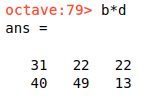 octave:79> b*d
ans =
31 22 22
40 49 13